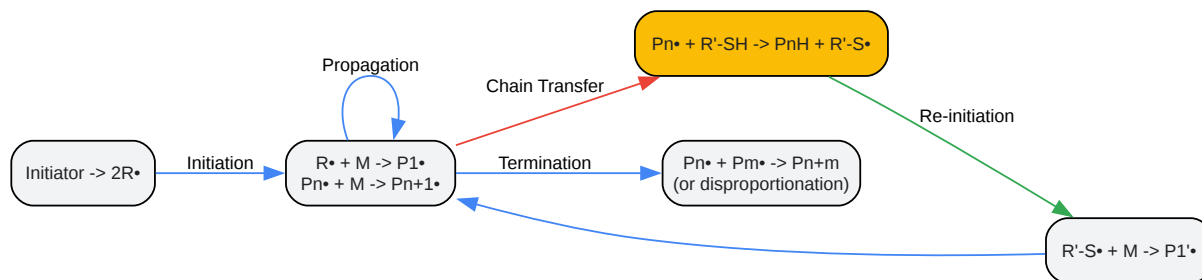 Pn• + R'-SH -> PnH + R'-S•
Propagation
Chain Transfer
Re-initiation
Initiator -> 2R•
Initiation
R• + M -> P1•
Pn• + M -> Pn+1•
Termination
Pn• + Pm• -> Pn+m
(or disproportionation)
R'-S• + M -> P1'•